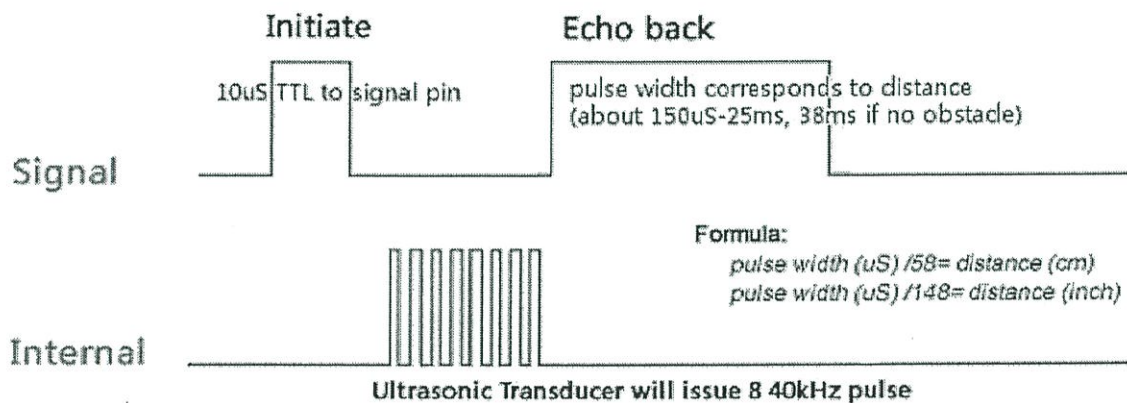 Initiate
Echo back
10uS TTL to signal pin
pulse width corresponds to distance
(about 150uS-25ms, 38ms if no obstacle)
Signal
Formula:
pulse width (uS) /58= distance (cm)
pulse width (uS) /148= distance (inch)
Internal
Ultrasonic Transducer will issue 8 40kHz pulse